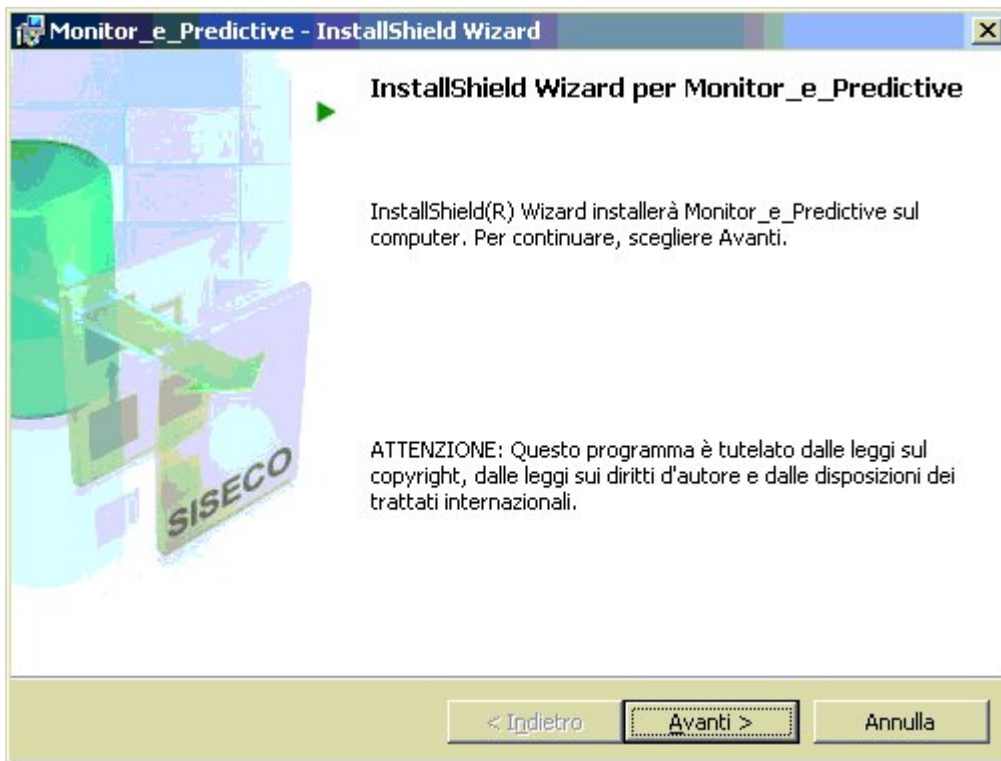 Monitor_e_Predictive - InstallShield Wizard
InstallShield Wizard per Monitor_e_Predictive
InstallShield(R) Wizard installerà Monitor_e_Predictive sul
computer. Per continuare, scegliere Avanti.
ATTENZIONE: Questo programma è tutelato dalle leggi sul
copyright, dalle leggi sui diritti d'autore e dalle disposizioni dei
trattati internazionali.
SISECO
< Indietro
Avanti >
Annulla